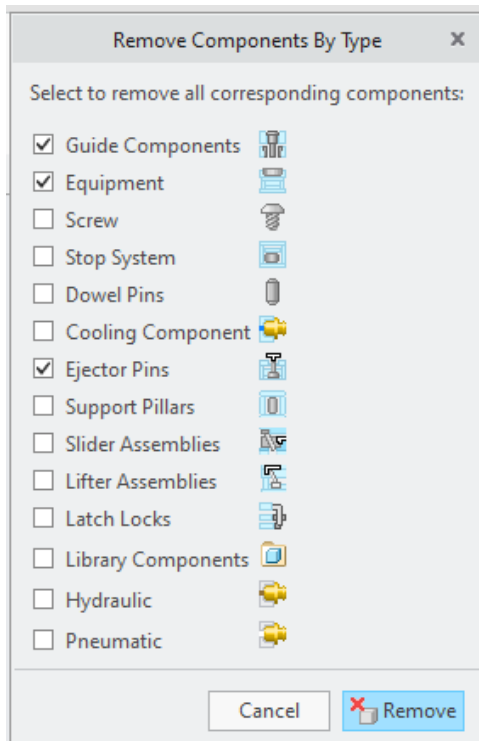 Remove Components By Type
Select to remove all corresponding components:
Guide Components
Equipment
Screw
Stop System
Dowel Pins
Cooling Component
Ejector Pins
Support Pillars
Slider Assemblies
Lifter Assemblies
Latch Locks
Library Components
Hydraulic
Pneumatic
Cancel
Remove